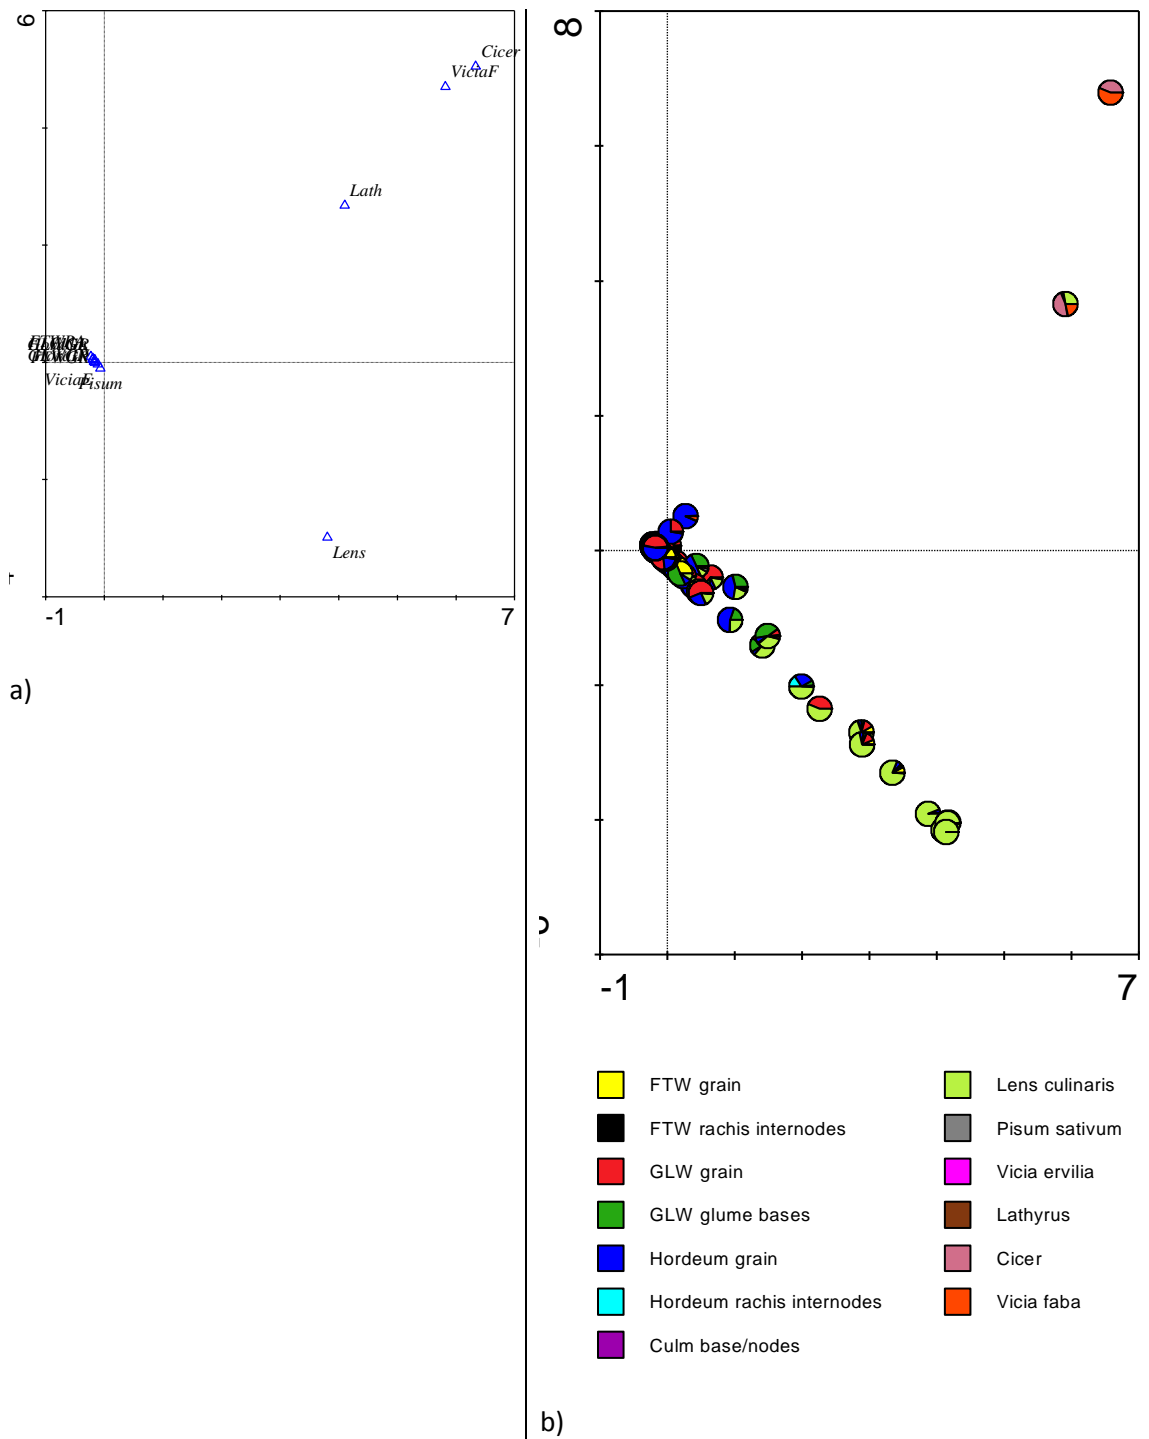 6
Cicer
ViciaF
Lath
Pisum
Lens
-1
7
a)
8
-1
7
FTW grain
FTW rachis internodes
GLW grain
GLW glume bases
Hordeum grain
Hordeum rachis internodes
Culm base/nodes
Lens culinaris
Pisum sativum
Vicia ervilia
Lathyrus
Cicer
Vicia faba
b)